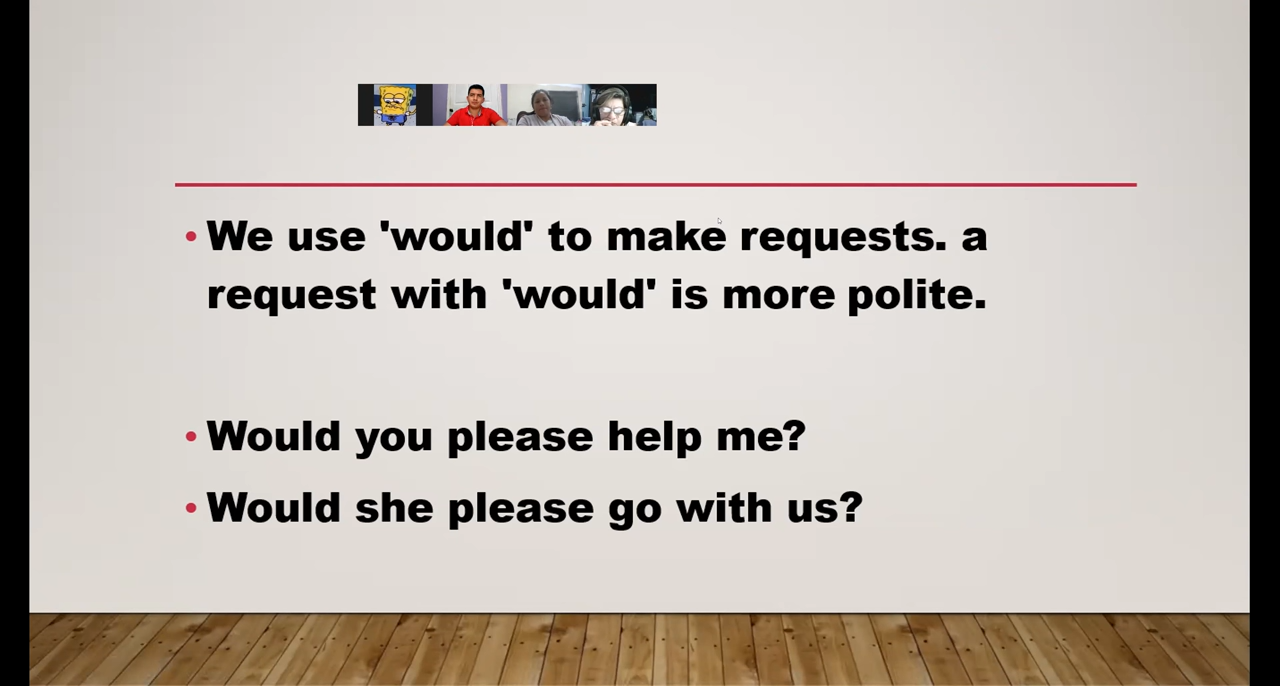 • We use 'would' to make requests. a
request with 'would' is more polite.
• Would you please help me?
• Would she please go with us?